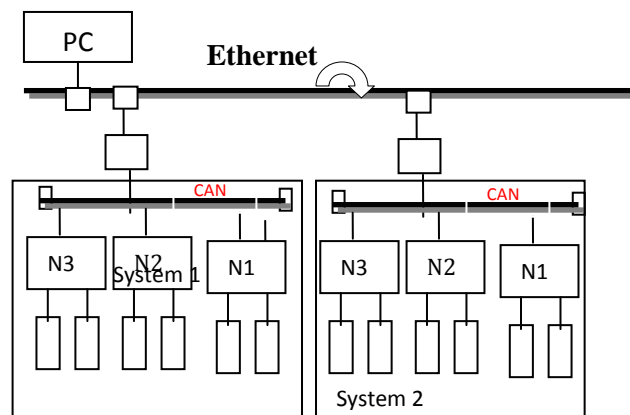 PC
Ethernet
CAN
CAN
N3
N2
N1
System 1
N3
N2
N1
System 2